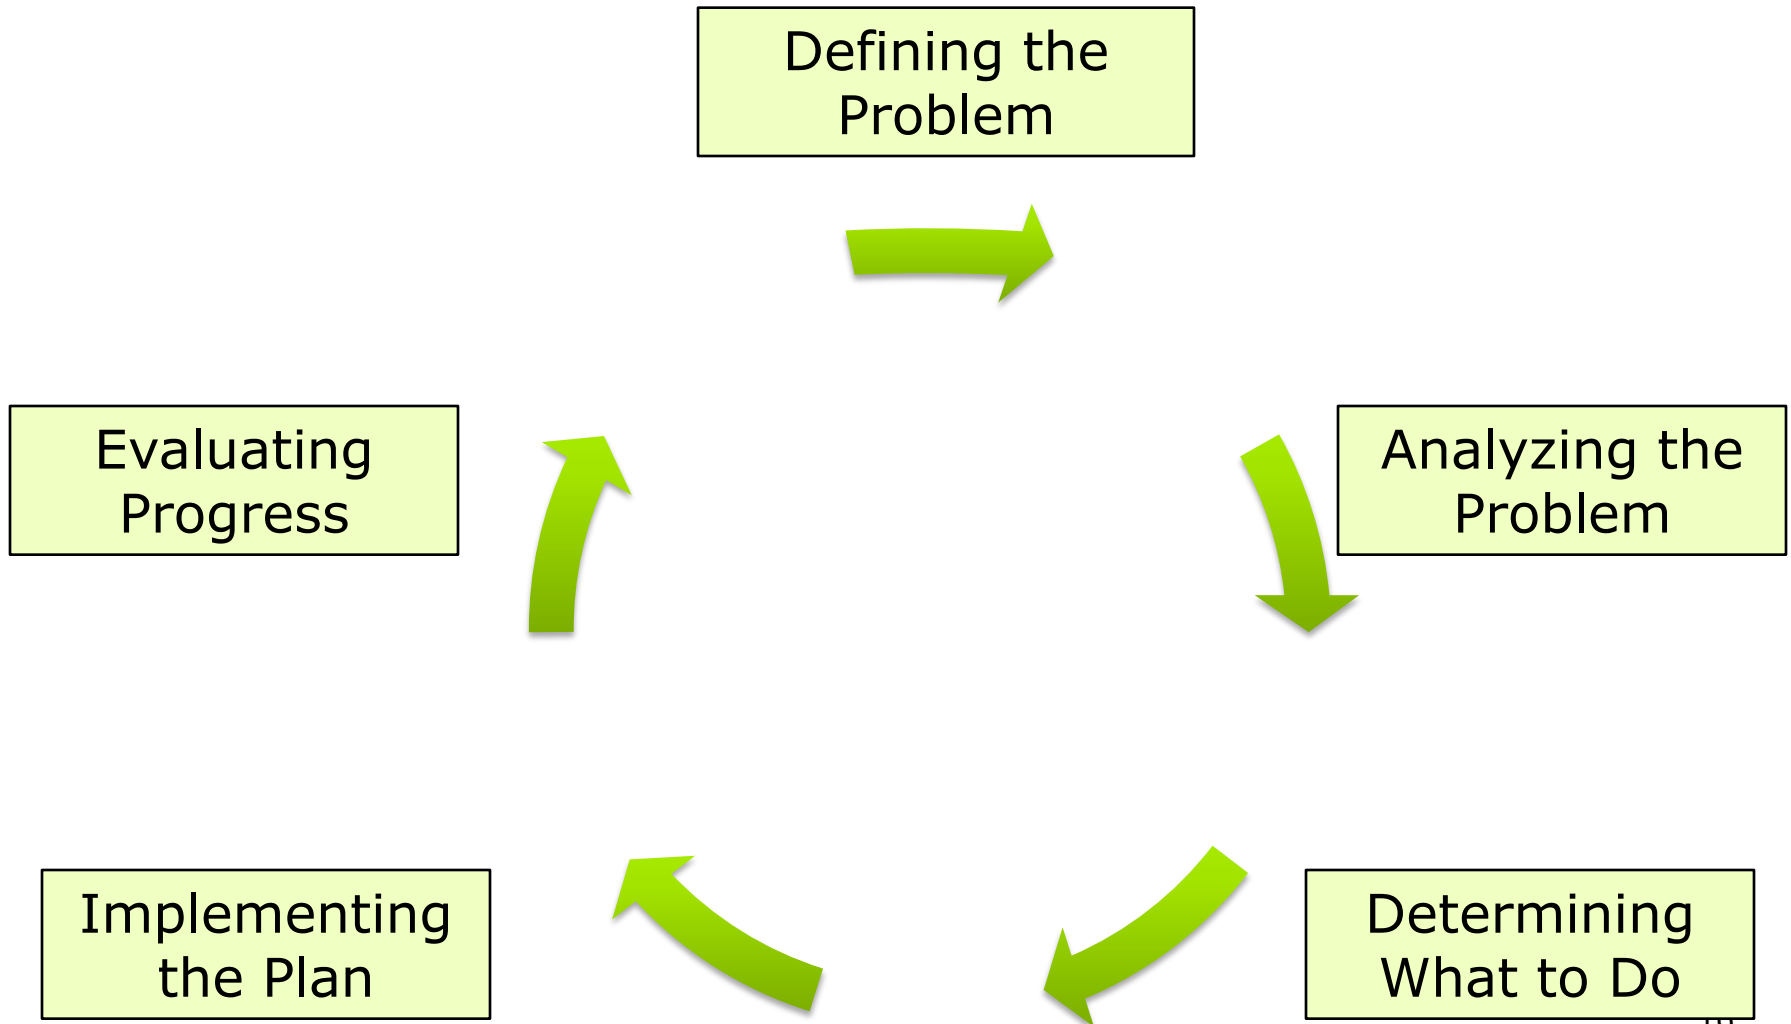 Defining the
Problem
Evaluating
Progress
Analyzing the
Problem
Implementing
the Plan
Determining
What to Do